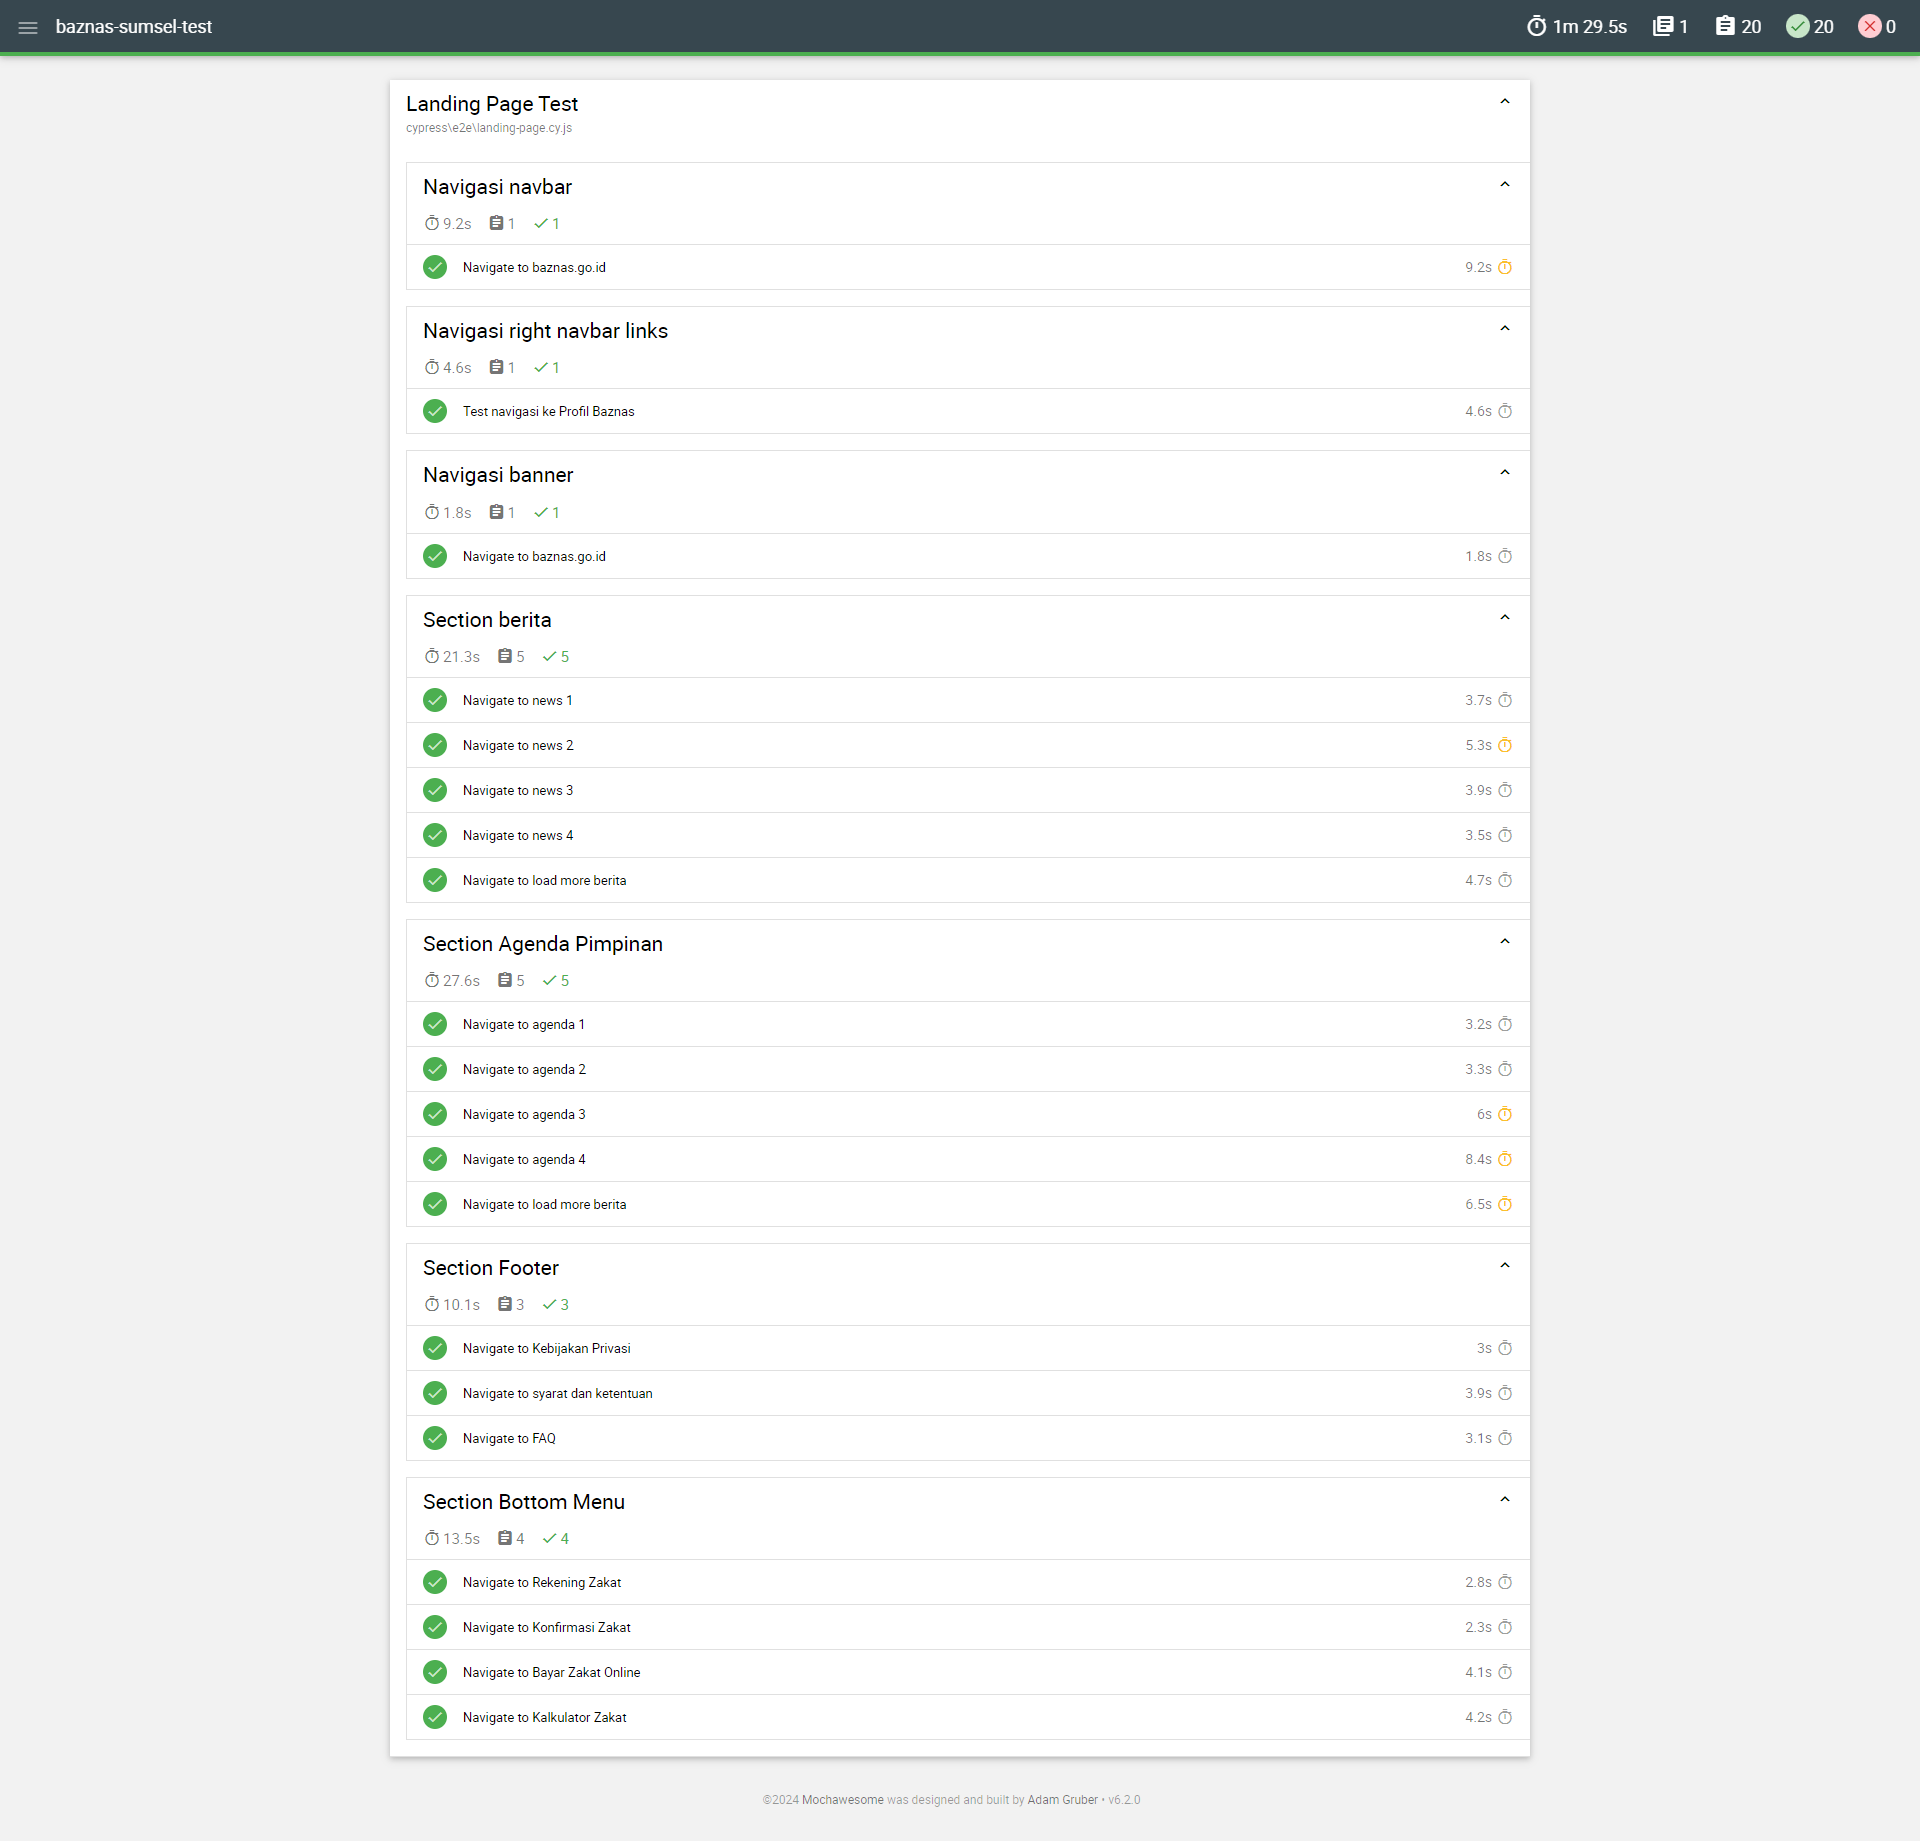 baznas-sumsel-test 1m 29.5s 1 20 20 0
Landing Page Test
cypress\e2e\landing-page.cy.js
Navigasi navbar
9.2s 1 1
Navigate to baznas.go.id 9.2s
Navigasi right navbar links
4.6s 1 1
Test navigasi ke Profil Baznas 4.6s
Navigasi banner
1.8s 1 1
Navigate to baznas.go.id 1.8s
Section berita
21.3s 5 5
Navigate to news 1 3.7s
Navigate to news 2 5.3s
Navigate to news 3 3.9s
Navigate to news 4 3.5s
Navigate to load more berita 4.7s
Section Agenda Pimpinan
27.6s 5 5
Navigate to agenda 1 3.2s
Navigate to agenda 2 3.3s
Navigate to agenda 3 6s
Navigate to agenda 4 8.4s
Navigate to load more berita 6.5s
Section Footer
10.1s 3 3
Navigate to Kebijakan Privasi 3s
Navigate to syarat dan ketentuan 3.9s
Navigate to FAQ 3.1s
Section Bottom Menu
13.5s 4 4
Navigate to Rekening Zakat 2.8s
Navigate to Konfirmasi Zakat 2.3s
Navigate to Bayar Zakat Online 4.1s
Navigate to Kalkulator Zakat 4.2s
©2024 Mochawesome was designed and built by Adam Gruber • v6.2.0